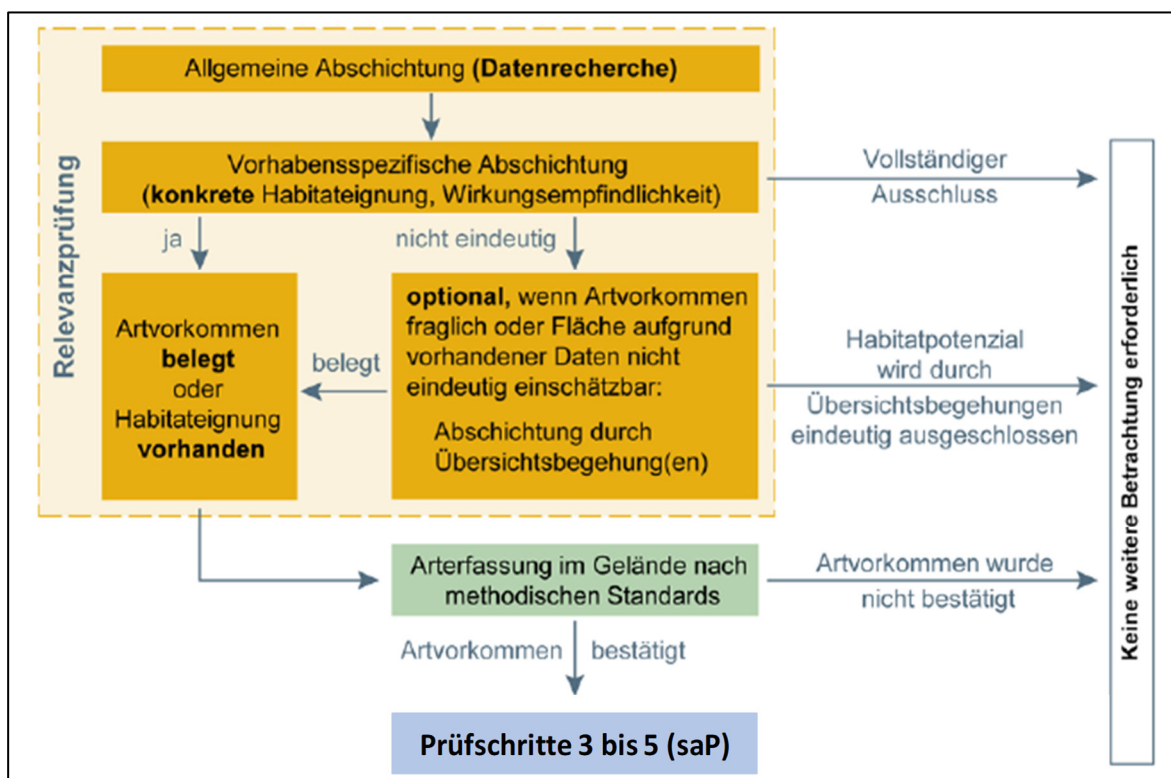 Relevanzprüfung
Allgemeine Abschichtung (Datenrecherche)
Vorhabensspezifische Abschichtung
(konkrete Habitateignung, Wirkungsempfindlichkeit)
Vollständiger
Ausschluss
ja
nicht eindeutig
Artvorkommen
belegt
oder
Habitateignung
vorhanden
belegt
optional, wenn Artvorkommen
fraglich oder Fläche aufgrund
vorhandener Daten nicht
eindeutig einschätzbar:
Abschichtung durch
Übersichtsbegehung(en)
Habitatpotenzial
wird durch
Übersichtsbegehungen
eindeutig ausgeschlossen
Arterfassung im Gelände nach
methodischen Standards
Artvorkommen wurde
nicht bestätigt
Artvorkommen bestätigt
Prüfschritte 3 bis 5 (saP)
Keine weitere Betrachtung erforderlich